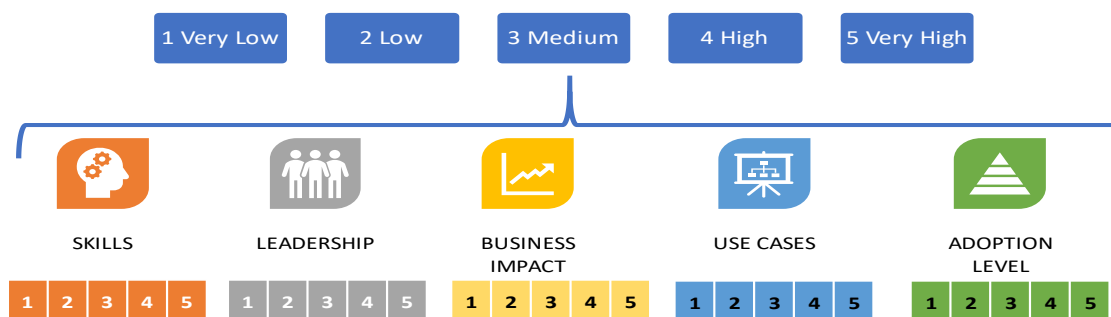 1 Very Low 2 Low 3 Medium 4 High 5 Very High
SKILLS LEADERSHIP BUSINESS USE CASES ADOPTION
IMPACT LEVEL
1 2 3 4 5 1 2 3 4 5 1 2 3 4 5 1 2 3 4 5 1 2 3 4 5